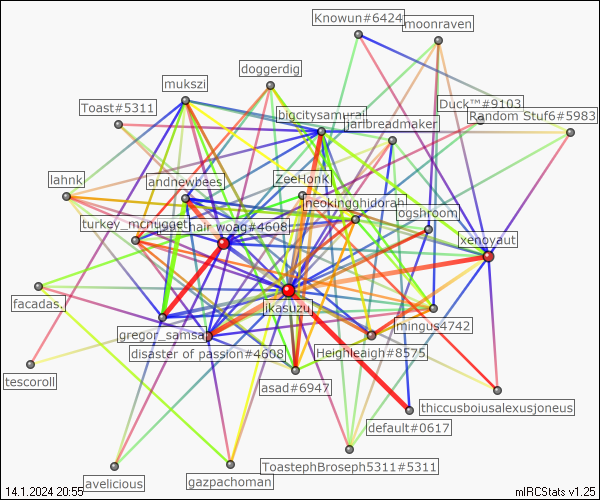 Knowun#6424
moonraven
doggerdig
mukszi
Duck™#9103
Toast#5311
bigcitysamurai
Random Stuf6#5983
jarlbreadmaker
lahnk
andnewbees
ZeeHonK
neokingghidorah
ogshroom
turkey_mcnugget
hair woag#4608
xenoyaut
facadas.
ikasuzu
gregor_samsa
mingus4742
disaster of passion#4608
Heighleaigh#8575
tescoroll
asad#6947
thiccusboiusalexusjoneus
default#0617
ToastephBroseph5311#5311
avelicious
gazpachoman
14.1.2024 20:55
mIRCStats v1.25